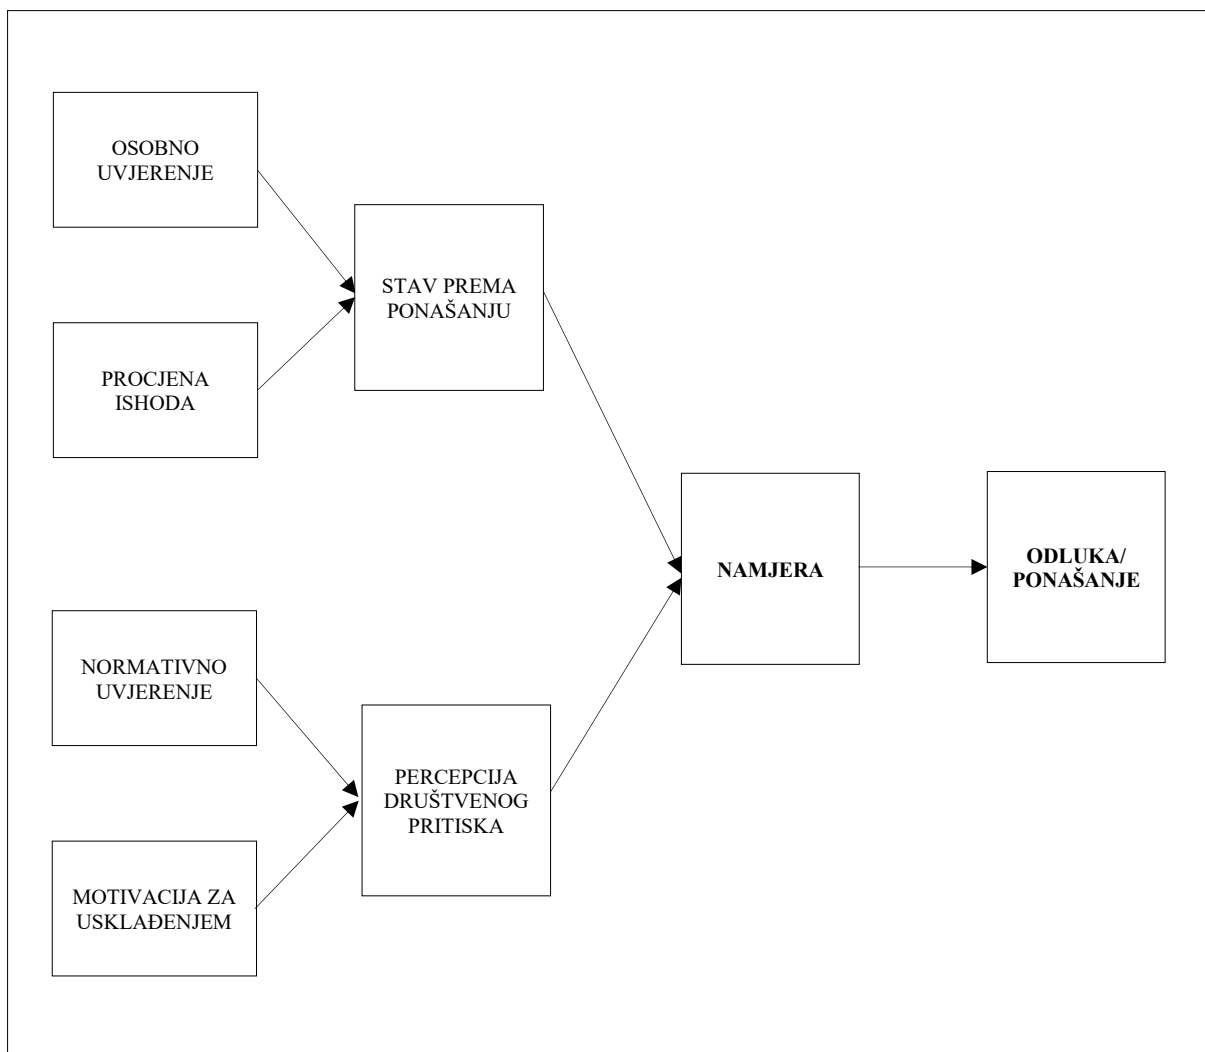 OSOBNO
UVJERENJE
STAV PREMA
PONAŠANJU
PROCJENA
ISHODA
NAMJERA
ODLUKA/
PONAŠANJE
NORMATIVNO
UVJERENJE
PERCEPCIJA
DRUŠTVENOG
PRITISKA
MOTIVACIJA ZA
USKLAĐENJEM